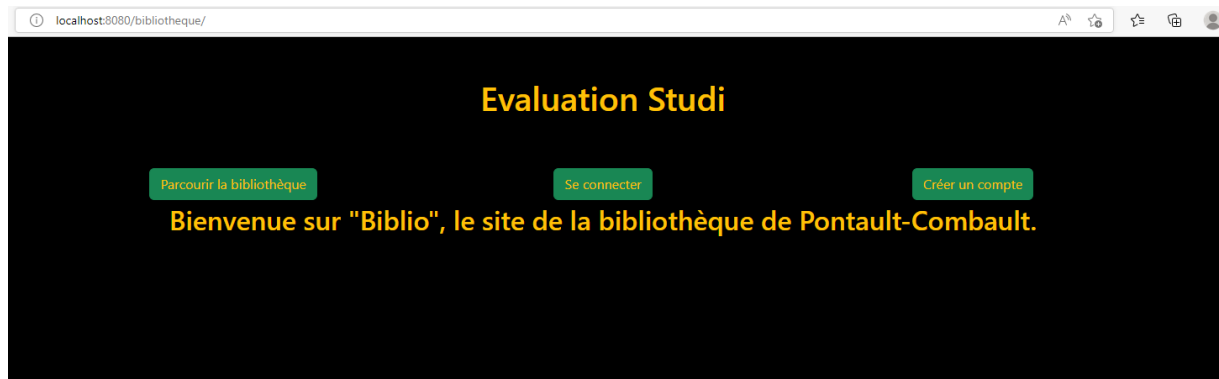 localhost:8080/bibliotheque/
Evaluation Studi
Parcourir la bibliothèque
Se connecter
Créer un compte
Bienvenue sur "Biblio", le site de la bibliothèque de Pontault-Combault.